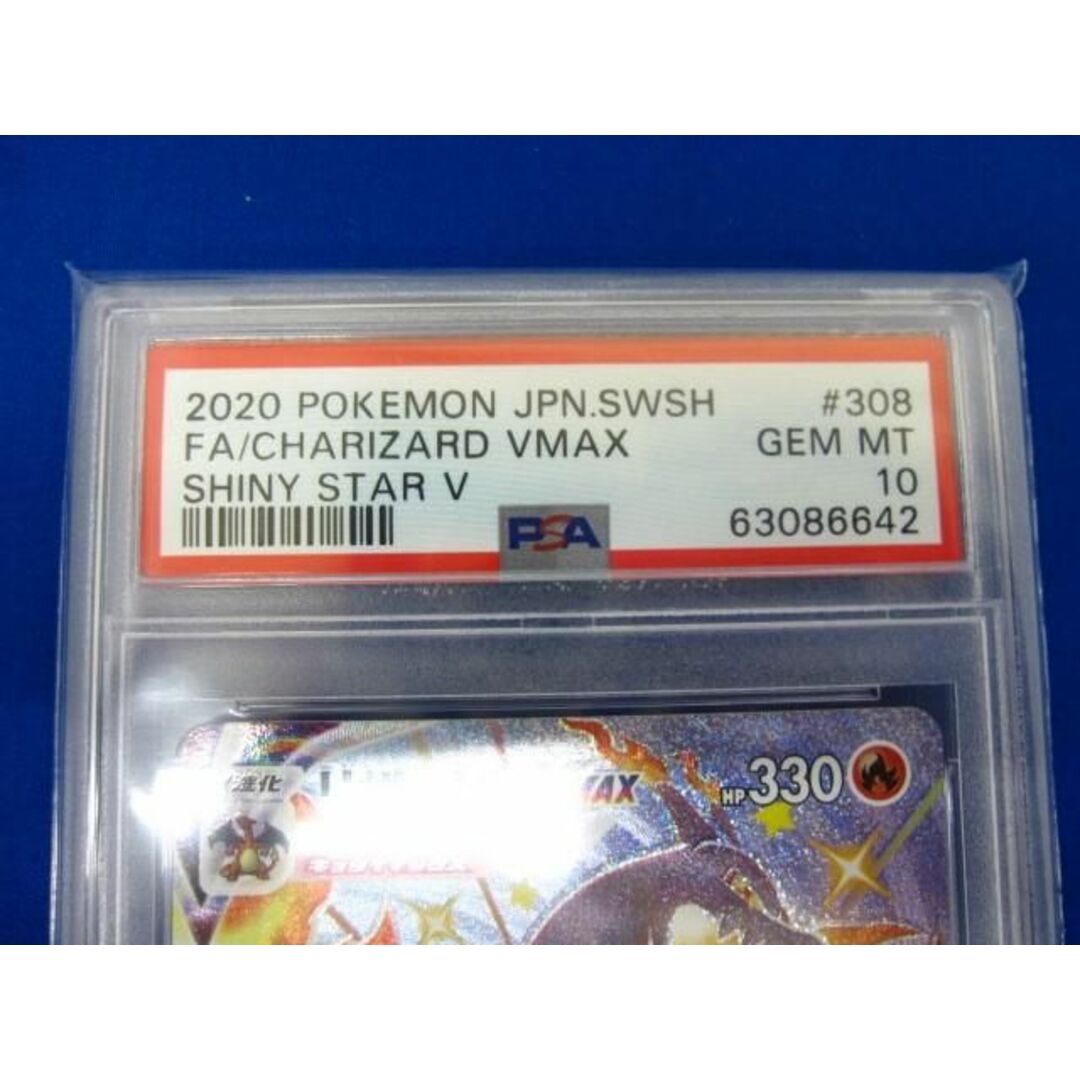 2020 POKEMON JPN.SWSH #308
FA/CHARIZARD VMAX GEM MT
SHINY STAR V 10
PSA 63086642
HP 330